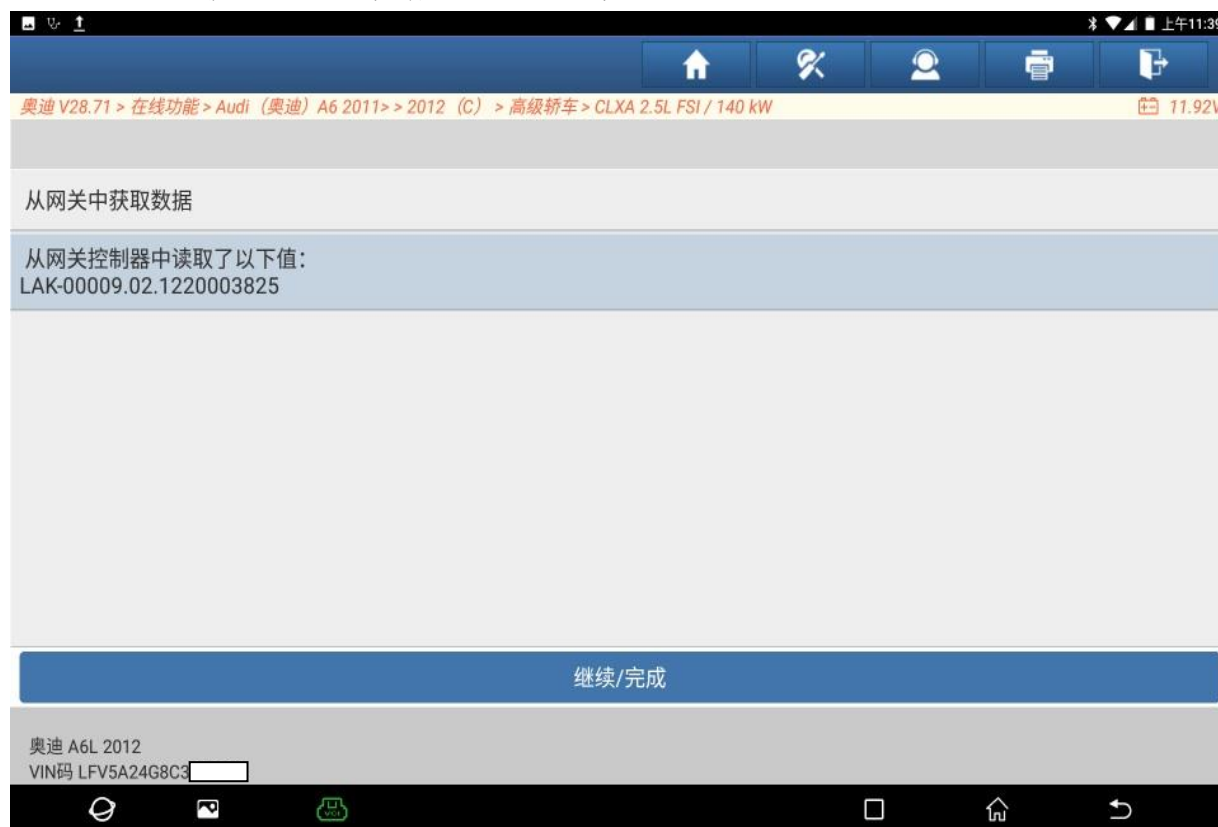 上午11:39
奥迪 V28.71 > 在线功能 > Audi（奥迪）A6 2011> > 2012（C）> 高级轿车 > CLXA 2.5L FSI / 140 kW
11.92V
从网关中获取数据
从网关控制器中读取了以下值：
LAK-00009.02.1220003825
继续/完成
奥迪 A6L 2012
VIN码 LFV5A24G8C3
VCI